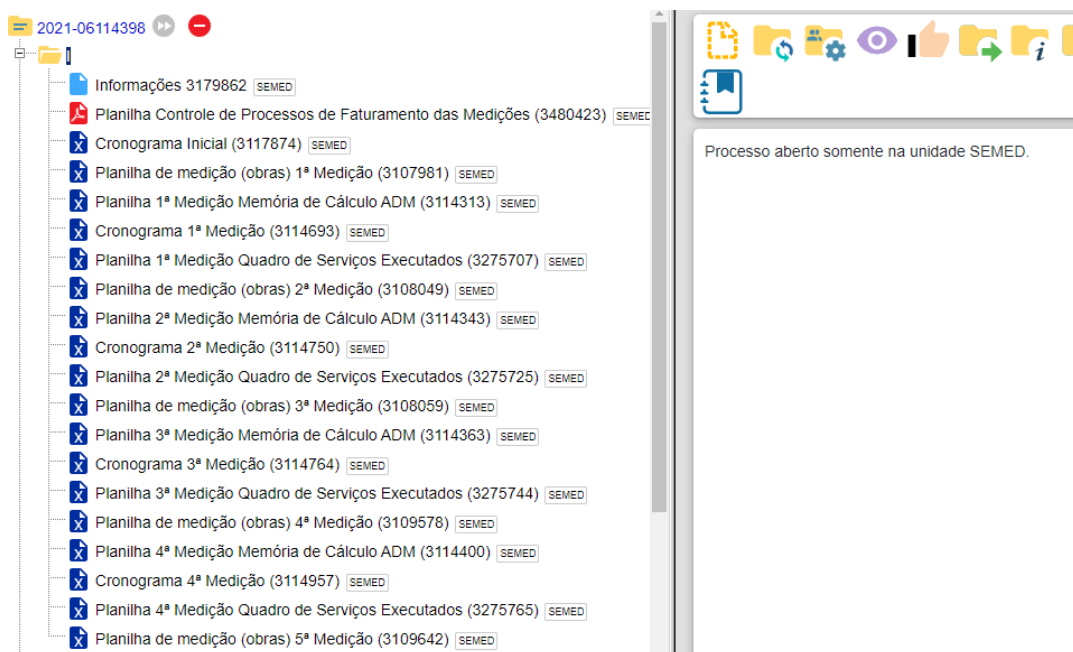 2021-06114398
I
Informações 3179862 SEMED
Planilha Controle de Processos de Faturamento das Medições (3480423) SEMED
Cronograma Inicial (3117874) SEMED
Planilha de medição (obras) 1ª Medição (3107981) SEMED
Planilha 1ª Medição Memória de Cálculo ADM (3114313) SEMED
Cronograma 1ª Medição (3114693) SEMED
Planilha 1ª Medição Quadro de Serviços Executados (3275707) SEMED
Planilha de medição (obras) 2ª Medição (3108049) SEMED
Planilha 2ª Medição Memória de Cálculo ADM (3114343) SEMED
Cronograma 2ª Medição (3114750) SEMED
Planilha 2ª Medição Quadro de Serviços Executados (3275725) SEMED
Planilha de medição (obras) 3ª Medição (3108059) SEMED
Planilha 3ª Medição Memória de Cálculo ADM (3114363) SEMED
Cronograma 3ª Medição (3114764) SEMED
Planilha 3ª Medição Quadro de Serviços Executados (3275744) SEMED
Planilha de medição (obras) 4ª Medição (3109578) SEMED
Planilha 4ª Medição Memória de Cálculo ADM (3114400) SEMED
Cronograma 4ª Medição (3114957) SEMED
Planilha 4ª Medição Quadro de Serviços Executados (3275765) SEMED
Planilha de medição (obras) 5ª Medição (3109642) SEMED
Processo aberto somente na unidade SEMED.